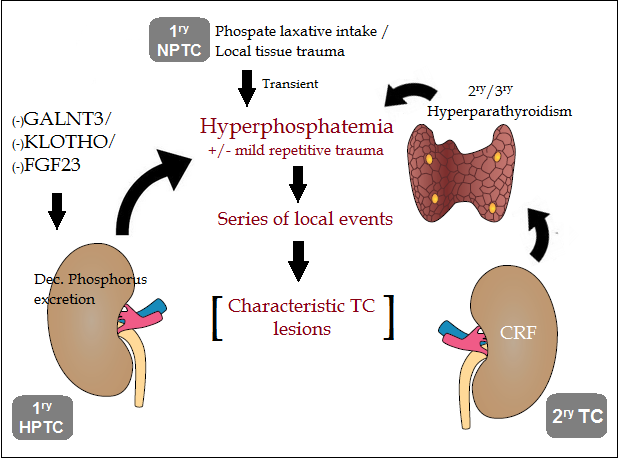 1ry
NPTC
Phospate laxative intake /
Local tissue trauma
Transient
2ry/3ry
Hyperparathyroidism
(-)GALNT3/
(-)KLOTHO/
(-)FGF23
Hyperphosphatemia
+/- mild repetitive trauma
Series of local events
Dec. Phosphorus
excretion
[ Characteristic TC ]
lesions
CRF
1ry
HPTC
2ry TC